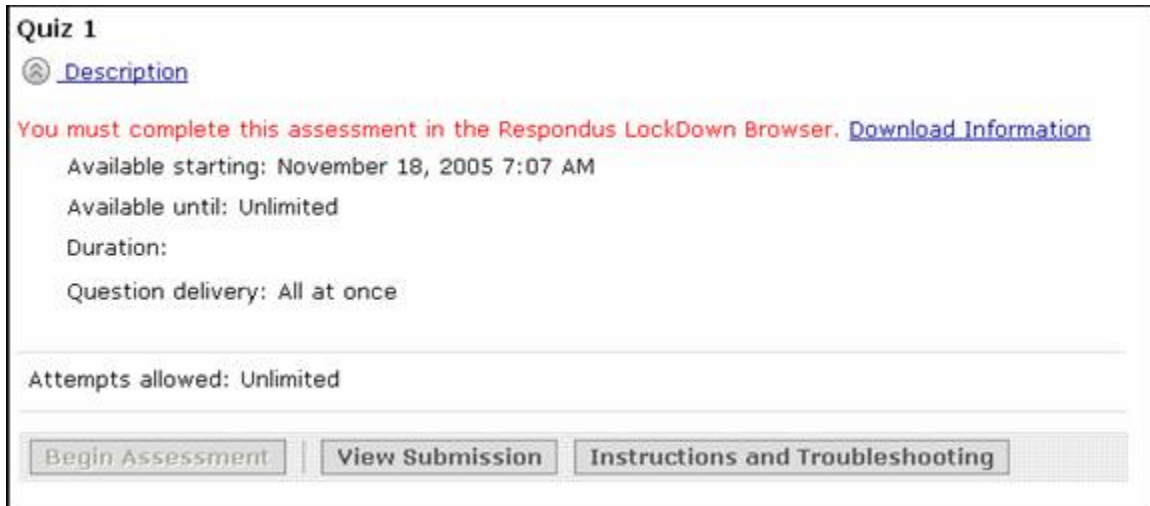 Quiz 1
Description
You must complete this assessment in the Respondus LockDown Browser. Download Information
Available starting: November 18, 2005 7:07 AM
Available until: Unlimited
Duration:
Question delivery: All at once
Attempts allowed: Unlimited
Begin Assessment View Submission Instructions and Troubleshooting